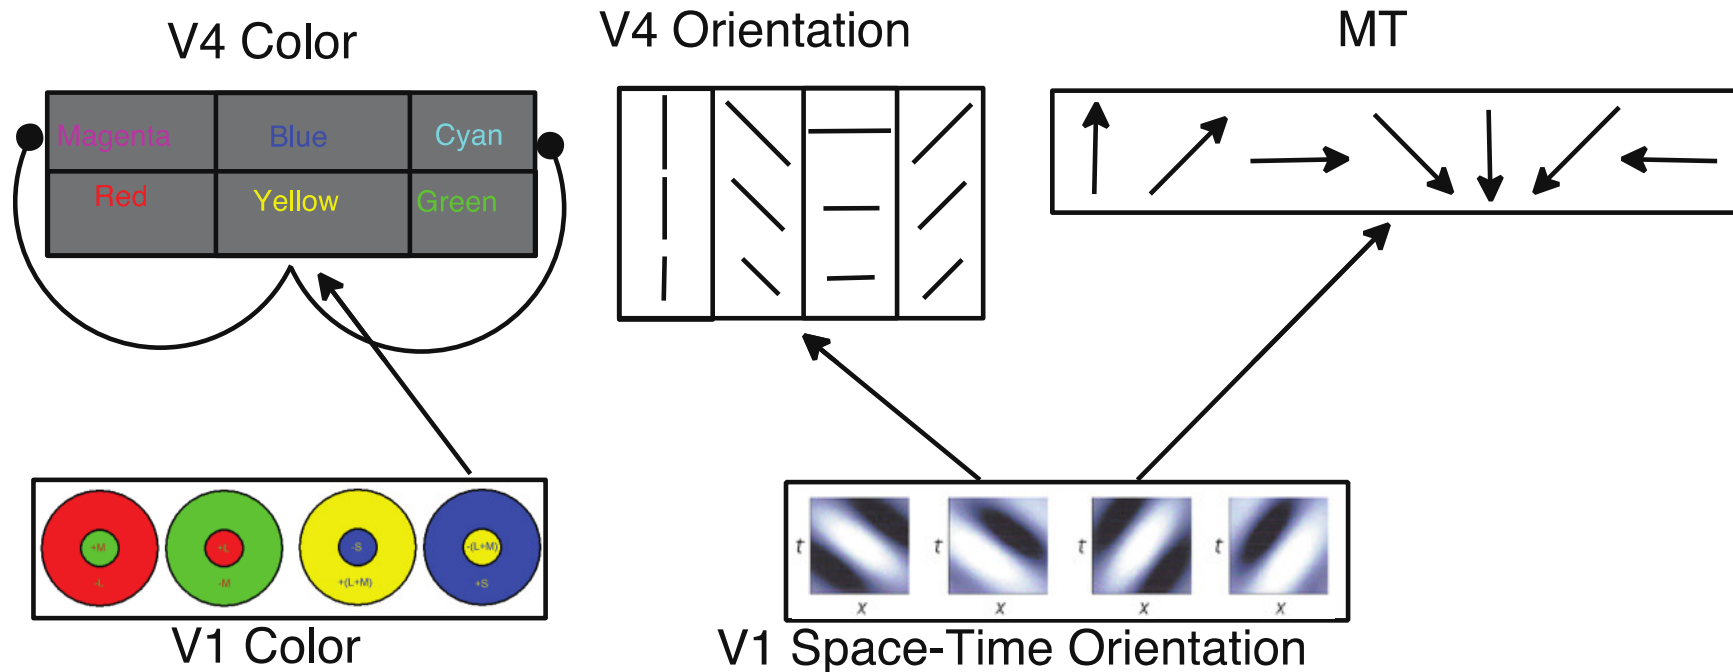 V4 Color
V4 Orientation
MT
Magenta
Blue
Cyan
Red
Yellow
Green
+M
-L
+L
-M
-S
+(L+M)
-(L+M)
+S
t
x
t
x
t
x
t
x
V1 Color
V1 Space-Time Orientation